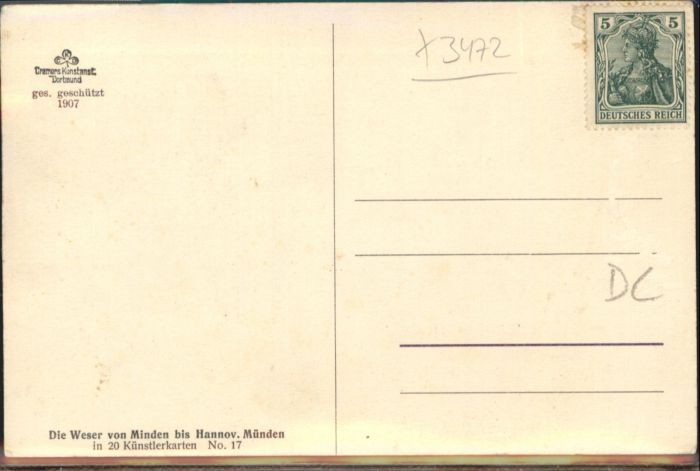 Cramers Kunstanst.
Dortmund
ges. geschützt
1907
x3472
5 5
DEUTSCHES REICH
DC
Die Weser von Minden bis Hannov. Münden
in 20 Künstlerkarten No. 17